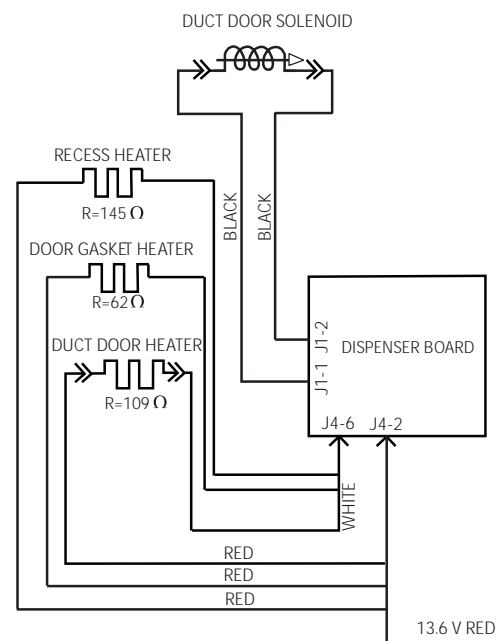 DUCT DOOR SOLENOID
RECESS HEATER
R=145 Ω
BLACK
BLACK
DOOR GASKET HEATER
R=62 Ω
DUCT DOOR HEATER
R=109 Ω
J1-2
J1-1
DISPENSER BOARD
J4-6
J4-2
WHITE
RED
RED
RED
13.6 V RED